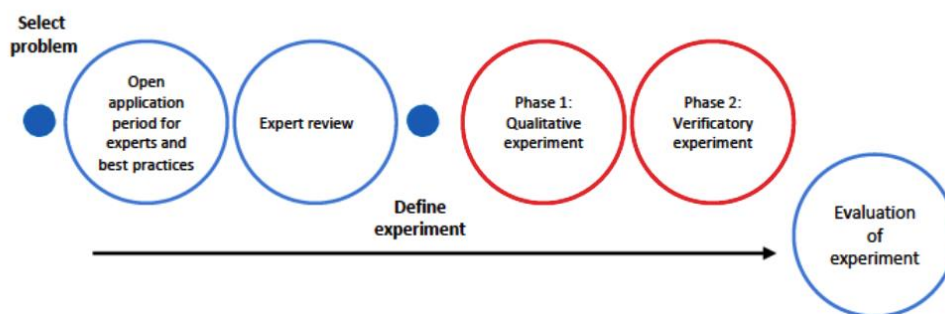 Select
problem
Open
application
period for
experts and
best practices
Expert review
Define
experiment
Phase 1:
Qualitative
experiment
Phase 2:
Verificatory
experiment
Evaluation
of
experiment